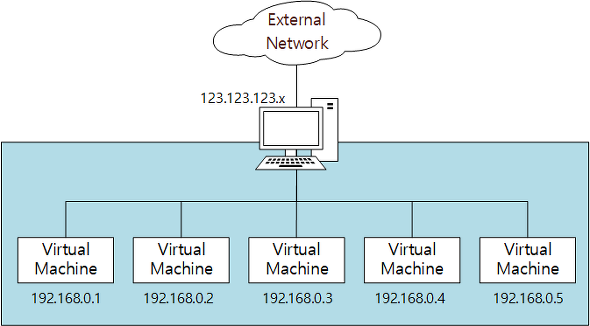 External
Network
123.123.123.x
Virtual
Machine
Virtual
Machine
Virtual
Machine
Virtual
Machine
Virtual
Machine
192.168.0.1
192.168.0.2
192.168.0.3
192.168.0.4
192.168.0.5